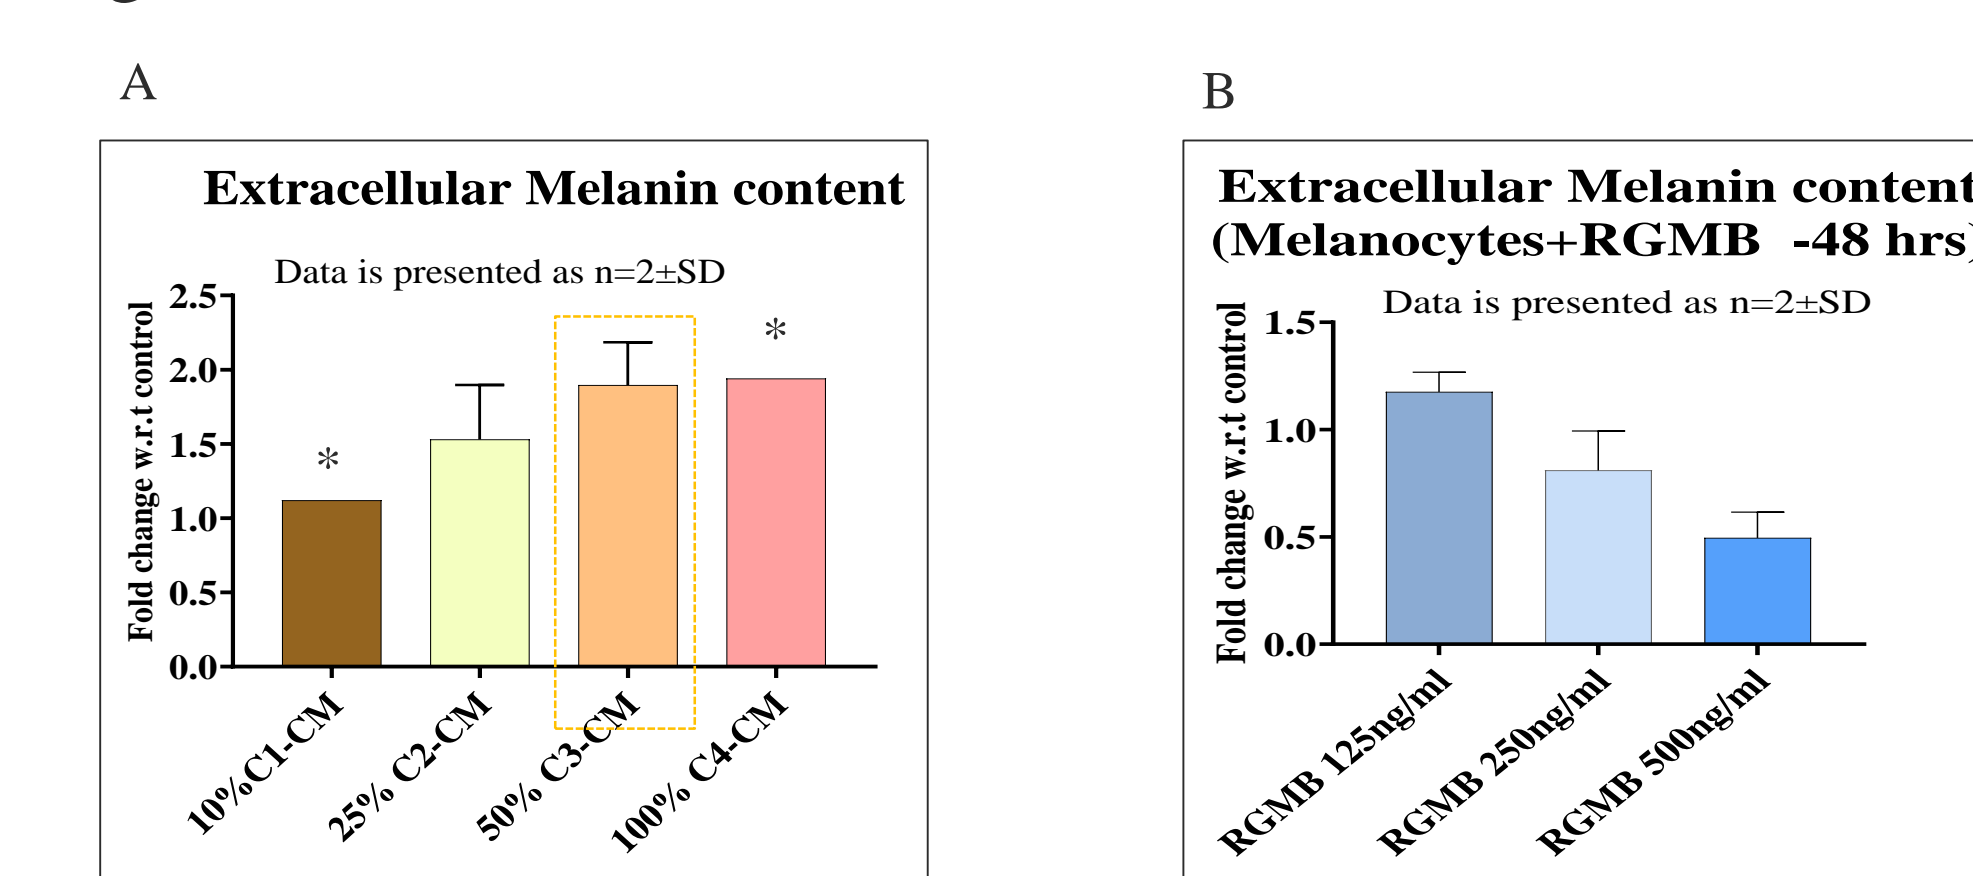 A
Extracellular Melanin content
Data is presented as n=2±SD
Fold change w.r.t control
2.5
2.0
1.5
1.0
0.5
0.0
*
*
10%C1-CM
25% C2-CM
50% C3-CM
100% C4-CM
B
Extracellular Melanin content
(Melanocytes+RGMB -48 hrs)
Data is presented as n=2±SD
Fold change w.r.t control
1.5
1.0
0.5
0.0
RGMB 125ng/ml
RGMB 250ng/ml
RGMB 500ng/ml